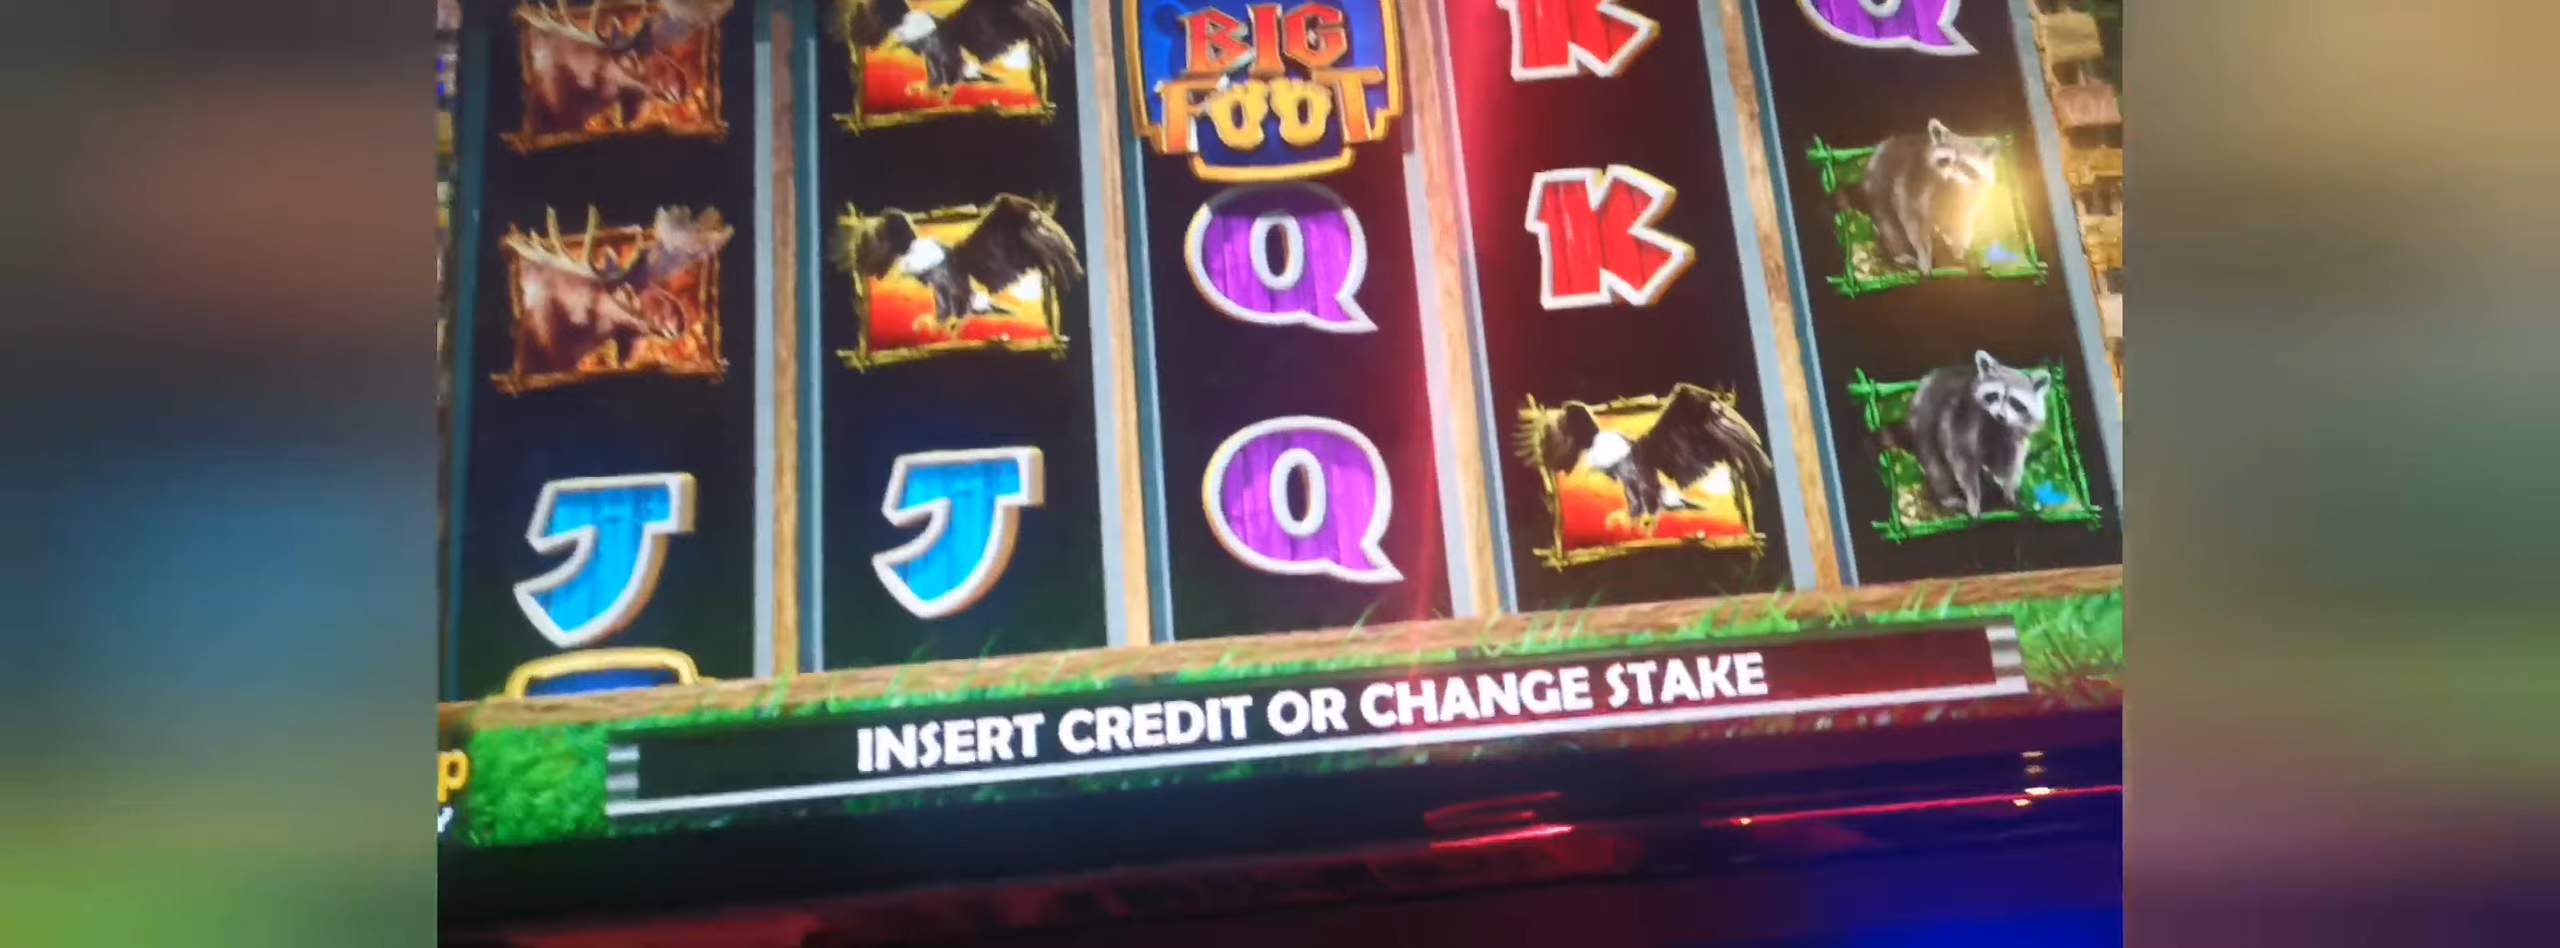 BIG
FOOT
K
Q
Q
K
J
J
Q
INSERT CREDIT OR CHANGE STAKE